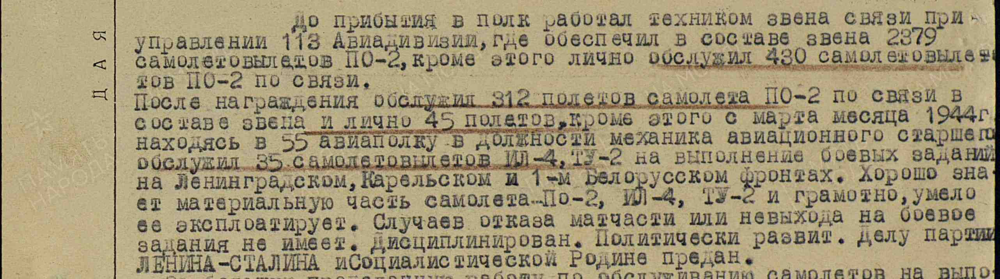 До прибытия в полк работал техником звена связи при
управлении 113 Авиадивизии,где обеспечил в составе звена 2379
самолетовылетов ПО-2,кроме этого лично обслужил 430 самолетовылет
тов ПО-2 по связи.
После награждения обслужил 312 полетов самолета ПО-2 по связи в
составе звена и лично 45 полетов,кроме этого с марта месяца 1944г
находясь в 55 авиаполку в должности механика авиационного старшего
обслужил 35 самолетовылетов ИЛ-4,ТУ-2 на выполнение боевых заданий
на Ленинградском,Карельском и 1-м Белорусском фронтах. Хорошо зна-
ет материальную часть самолета По-2, ИЛ-4, ТУ-2 и грамотно,умело
ее эксплоатирует. Случаев отказа матчасти или невыхода на боевое
задания не имеет. Дисциплинирован. Политически развит. Делу партии
ЛЕНИНА-СТАЛИНА иСоциалистической Родине предан.
работу по обслуживанию самолетов на выпо-
ДАЯ
ПАМЯТЬ
НАРОДА